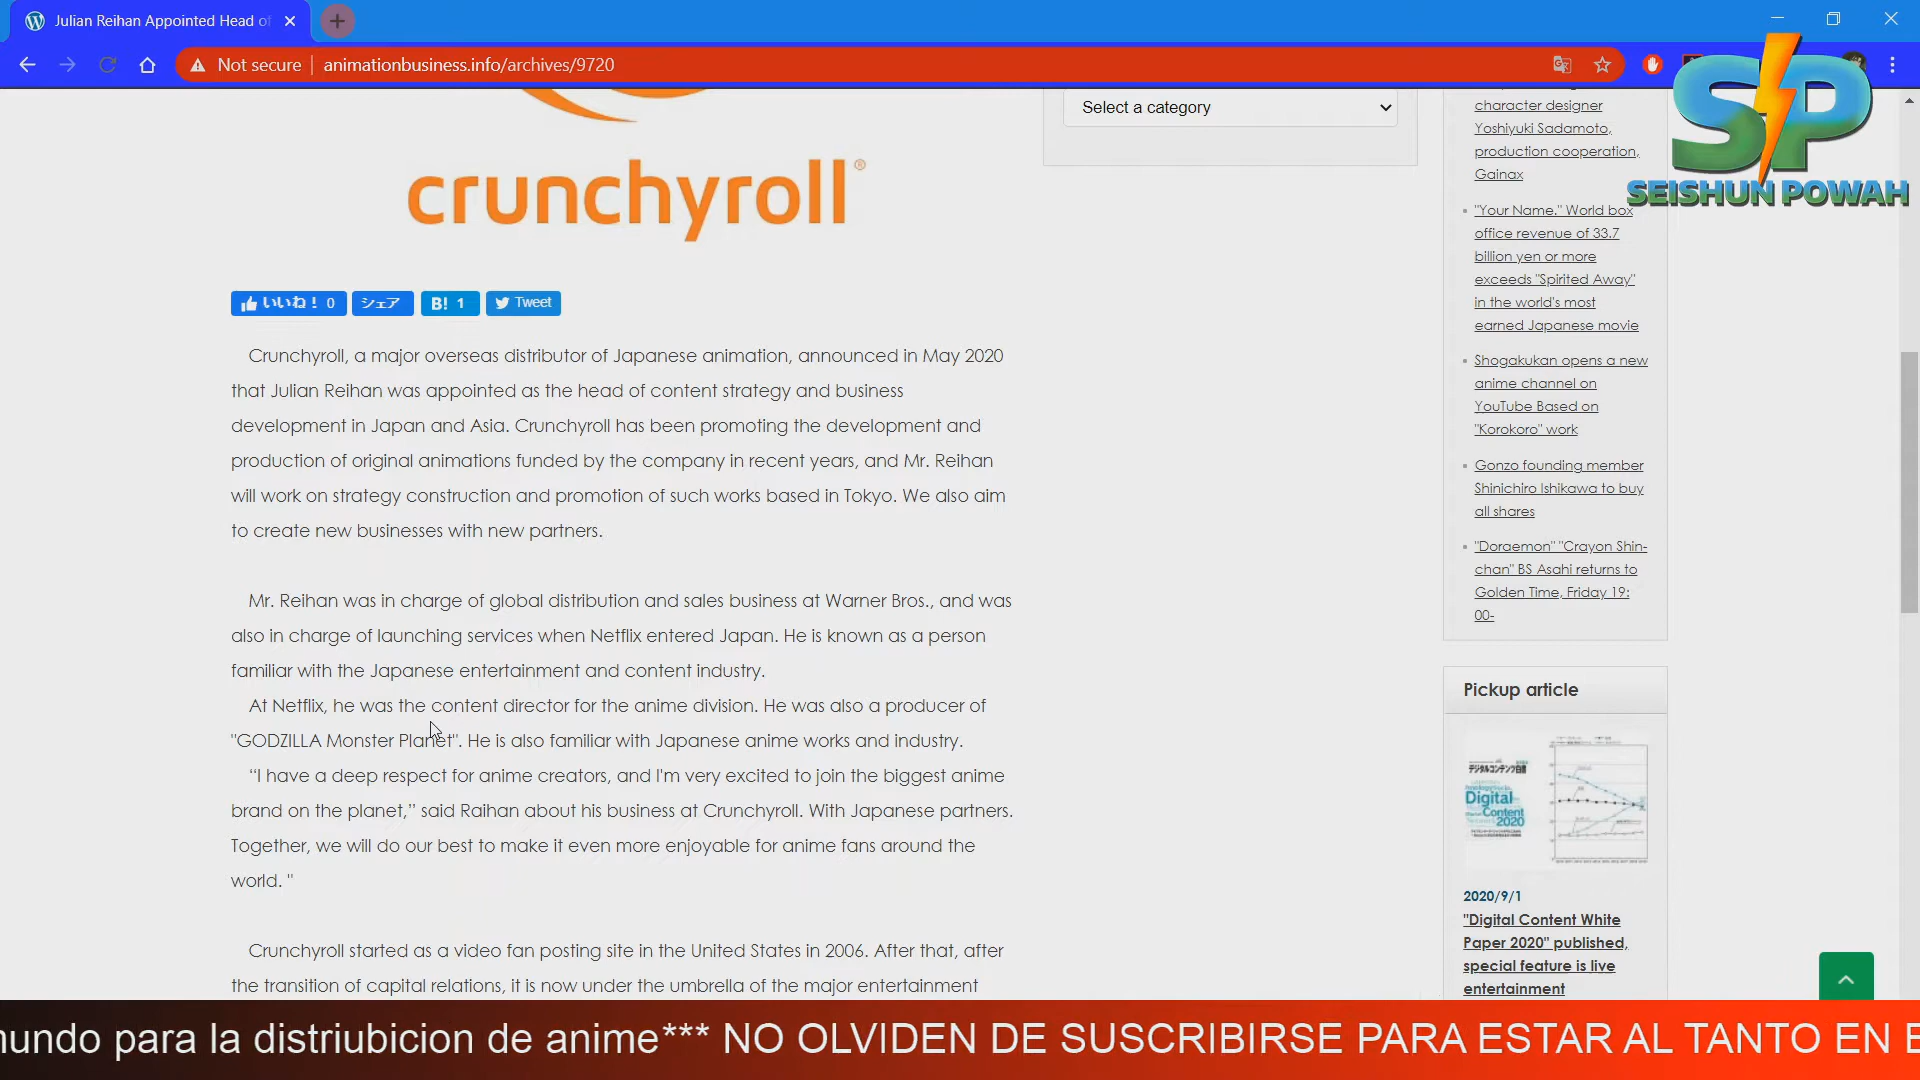 Julian Reihan Appointed Head of
Not secure
animationbusiness.info/archives/9720
SP
SEISHUN POWAH
crunchyroll®
いいね！ 0
シェア
B! 1
Tweet
Crunchyroll, a major overseas distributor of Japanese animation, announced in May 2020
that Julian Reihan was appointed as the head of content strategy and business
development in Japan and Asia. Crunchyroll has been promoting the development and
production of original animations funded by the company in recent years, and Mr. Reihan
will work on strategy construction and promotion of such works based in Tokyo. We also aim
to create new businesses with new partners.
Mr. Reihan was in charge of global distribution and sales business at Warner Bros., and was
also in charge of launching services when Netflix entered Japan. He is known as a person
familiar with the Japanese entertainment and content industry.
At Netflix, he was the content director for the anime division. He was also a producer of
"GODZILLA Monster Planet". He is also familiar with Japanese anime works and industry.
“I have a deep respect for anime creators, and I'm very excited to join the biggest anime
brand on the planet,” said Raihan about his business at Crunchyroll. With Japanese partners.
Together, we will do our best to make it even more enjoyable for anime fans around the
world. "
Crunchyroll started as a video fan posting site in the United States in 2006. After that, after
the transition of capital relations, it is now under the umbrella of the major entertainment
Select a category
character designer
Yoshiyuki Sadamoto,
production cooperation,
Gainax
"Your Name." World box
office revenue of 33.7
billion yen or more
exceeds "Spirited Away"
in the world's most
earned Japanese movie
Shogakukan opens a new
anime channel on
YouTube Based on
"Korokoro" work
Gonzo founding member
Shinichiro Ishikawa to buy
all shares
"Doraemon" "Crayon Shin-
chan" BS Asahi returns to
Golden Time, Friday 19:
00-
Pickup article
デジタルコンテンツ白書
Digital
Content
2020
2020/9/1
"Digital Content White
Paper 2020" published,
special feature is live
entertainment
mundo para la distriubicion de anime*** NO OLVIDEN DE SUSCRIBIRSE PARA ESTAR AL TANTO EN E